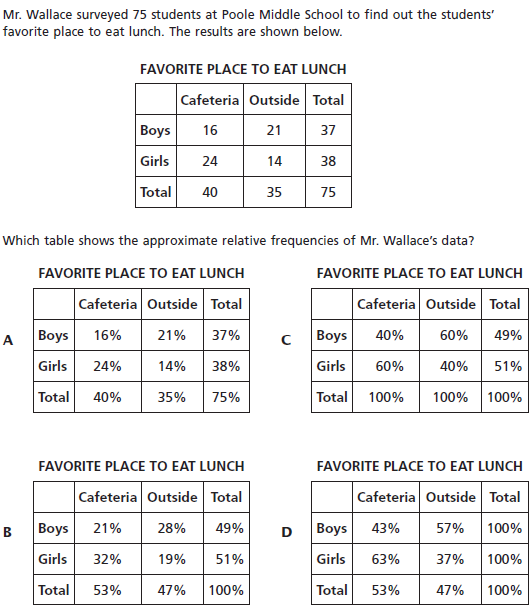 Mr. Wallace surveyed 75 students at Poole Middle School to find out the students'
favorite place to eat lunch. The results are shown below.
FAVORITE PLACE TO EAT LUNCH
Cafeteria Outside Total
Boys 16 21 37
Girls 24 14 38
Total 40 35 75
Which table shows the approximate relative frequencies of Mr. Wallace's data?
A
FAVORITE PLACE TO EAT LUNCH
Cafeteria Outside Total
Boys 16% 21% 37%
Girls 24% 14% 38%
Total 40% 35% 75%
B
FAVORITE PLACE TO EAT LUNCH
Cafeteria Outside Total
Boys 21% 28% 49%
Girls 32% 19% 51%
Total 53% 47% 100%
C
FAVORITE PLACE TO EAT LUNCH
Cafeteria Outside Total
Boys 40% 60% 49%
Girls 60% 40% 51%
Total 100% 100% 100%
D
FAVORITE PLACE TO EAT LUNCH
Cafeteria Outside Total
Boys 43% 57% 100%
Girls 63% 37% 100%
Total 53% 47% 100%